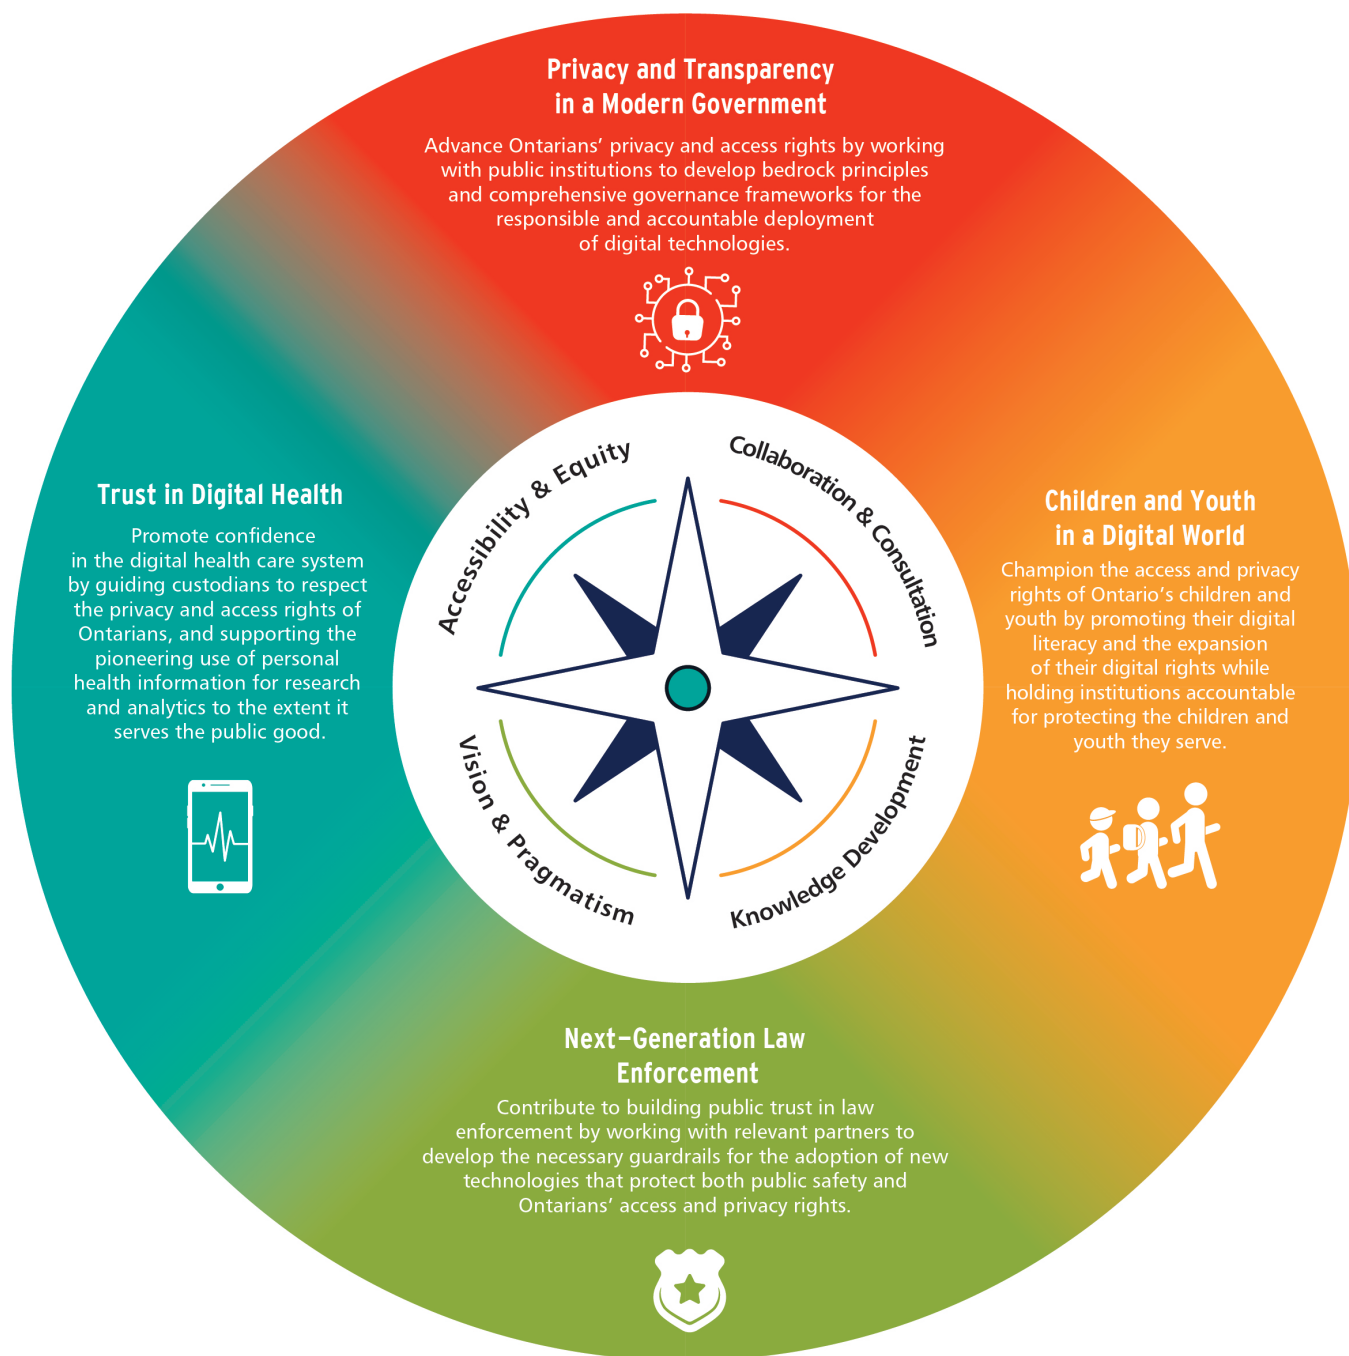 Privacy and Transparency
in a Modern Government
Advance Ontarians’ privacy and access rights by working
with public institutions to develop bedrock principles
and comprehensive governance frameworks for the
responsible and accountable deployment
of digital technologies.
Accessibility & Equity
Collaboration & Consultation
Trust in Digital Health
Promote confidence
in the digital health care system
by guiding custodians to respect
the privacy and access rights of
Ontarians, and supporting the
pioneering use of personal
health information for research
and analytics to the extent it
serves the public good.
Children and Youth
in a Digital World
Champion the access and privacy
rights of Ontario’s children and
youth by promoting their digital
literacy and the expansion
of their digital rights while
holding institutions accountable
for protecting the children and
youth they serve.
Vision & Pragmatism
Knowledge Development
Next-Generation Law
Enforcement
Contribute to building public trust in law
enforcement by working with relevant partners to
develop the necessary guardrails for the adoption of new
technologies that protect both public safety and
Ontarians’ access and privacy rights.